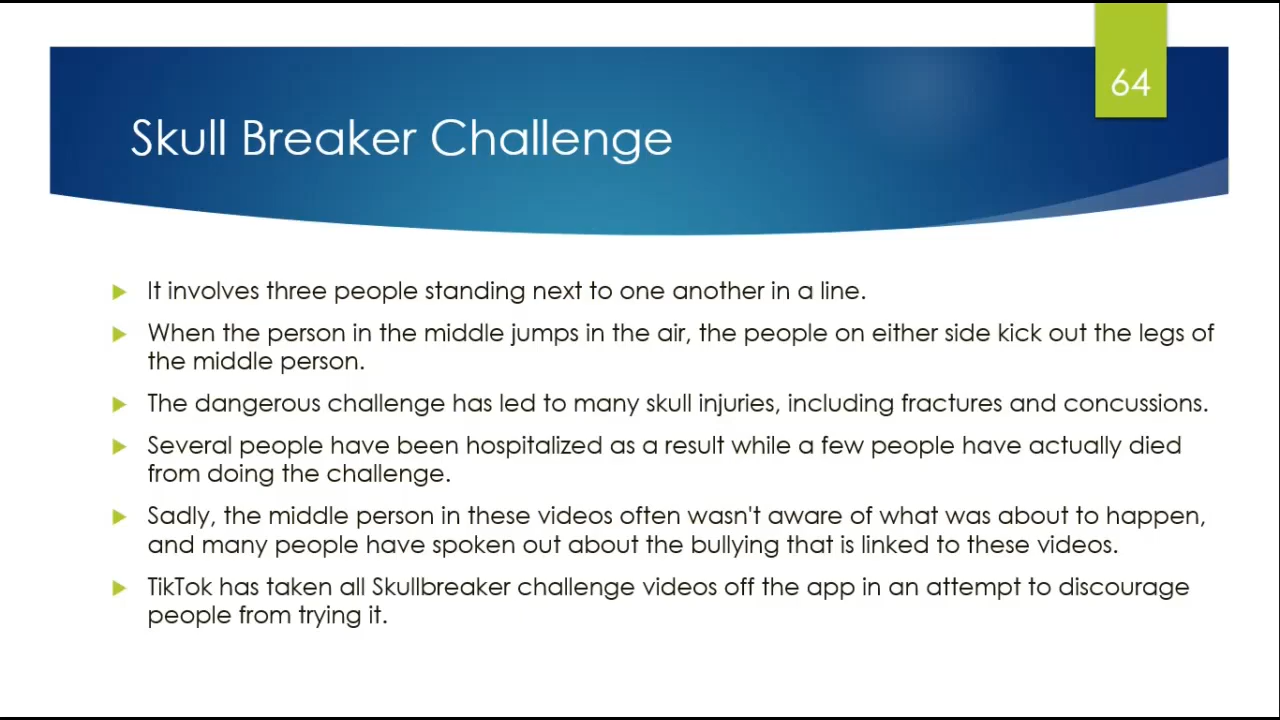 64
Skull Breaker Challenge
It involves three people standing next to one another in a line.
When the person in the middle jumps in the air, the people on either side kick out the legs of
the middle person.
The dangerous challenge has led to many skull injuries, including fractures and concussions.
Several people have been hospitalized as a result while a few people have actually died
from doing the challenge.
Sadly, the middle person in these videos often wasn't aware of what was about to happen,
and many people have spoken out about the bullying that is linked to these videos.
TikTok has taken all Skullbreaker challenge videos off the app in an attempt to discourage
people from trying it.